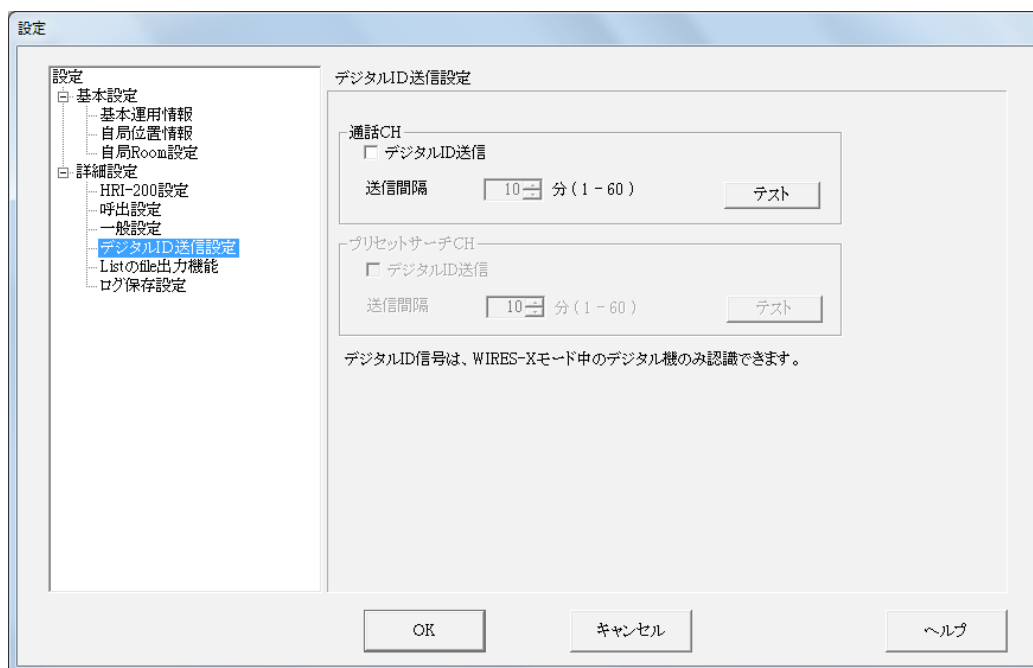 設定
設定
基本設定
基本運用情報
自局位置情報
自局Room設定
詳細設定
HRI-200設定
呼出設定
一般設定
デジタルID送信設定
Listのfile出力機能
ログ保存設定
デジタルID送信設定
通話CH
デジタルID送信
送信間隔 10 分(1-60) テスト
プリセットサーチCH
デジタルID送信
送信間隔 10 分(1-60) テスト
デジタルID信号は、WIRES-Xモード中のデジタル機のみ認識できます。
OK キャンセル ヘルプ